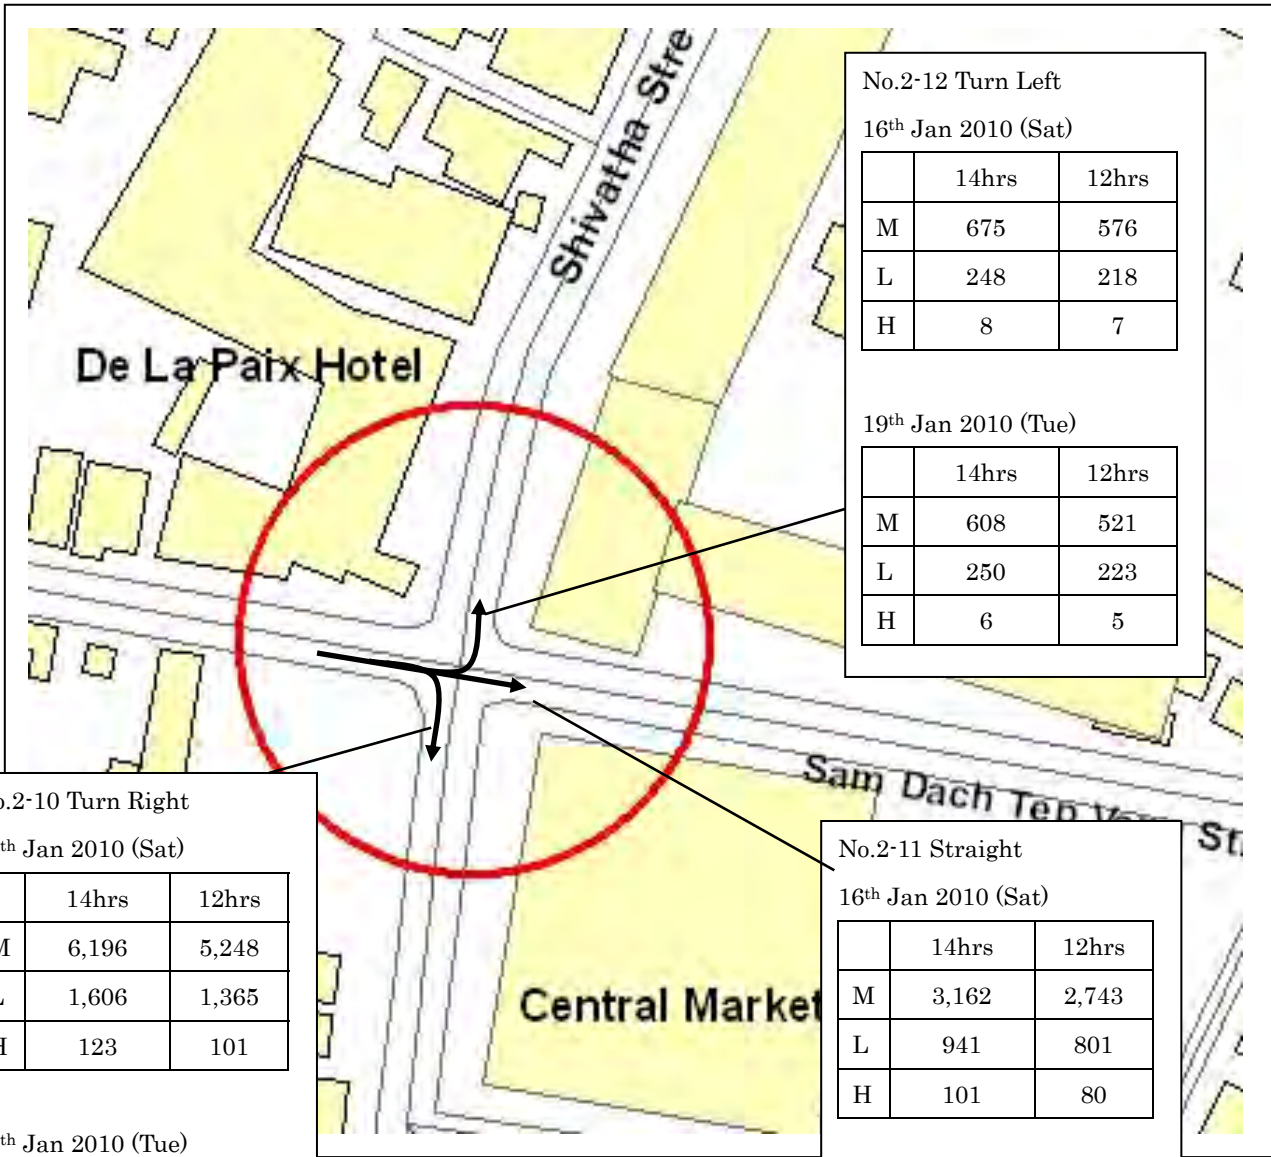 No.2-12 Turn Left
16th Jan 2010 (Sat)
14hrs 12hrs
M 675 576
L 248 218
H 8 7
19th Jan 2010 (Tue)
14hrs 12hrs
M 608 521
L 250 223
H 6 5
Shivatha Stre
De La Paix Hotel
Sam Dach Tep
Central Market
.2-10 Turn Right
th Jan 2010 (Sat)
14hrs 12hrs
6,196 5,248
1,606 1,365
123 101
th Jan 2010 (Tue)
No.2-11 Straight
16th Jan 2010 (Sat)
14hrs 12hrs
M 3,162 2,743
L 941 801
H 101 80